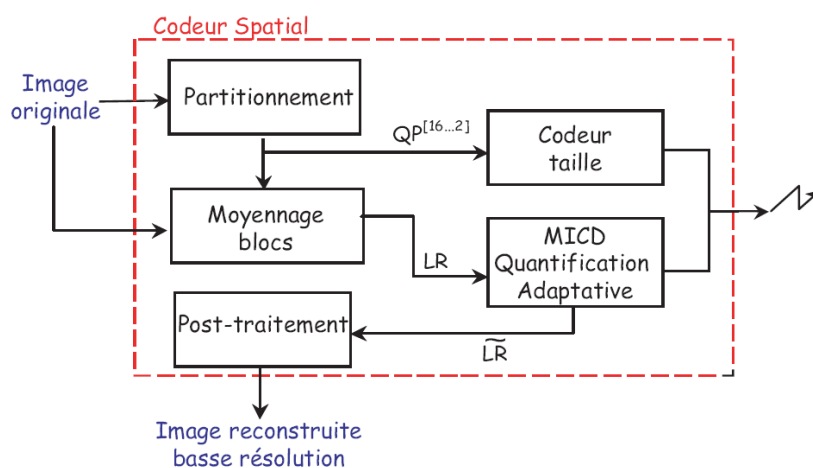 Codeur Spatial
Image
originale
Partitionnement
QP[16...2]
Codeur
taille
Moyennage
blocs
LR
MICD
Quantification
Adaptative
Post-traitement
L̃R̃
Image reconstruite
basse résolution